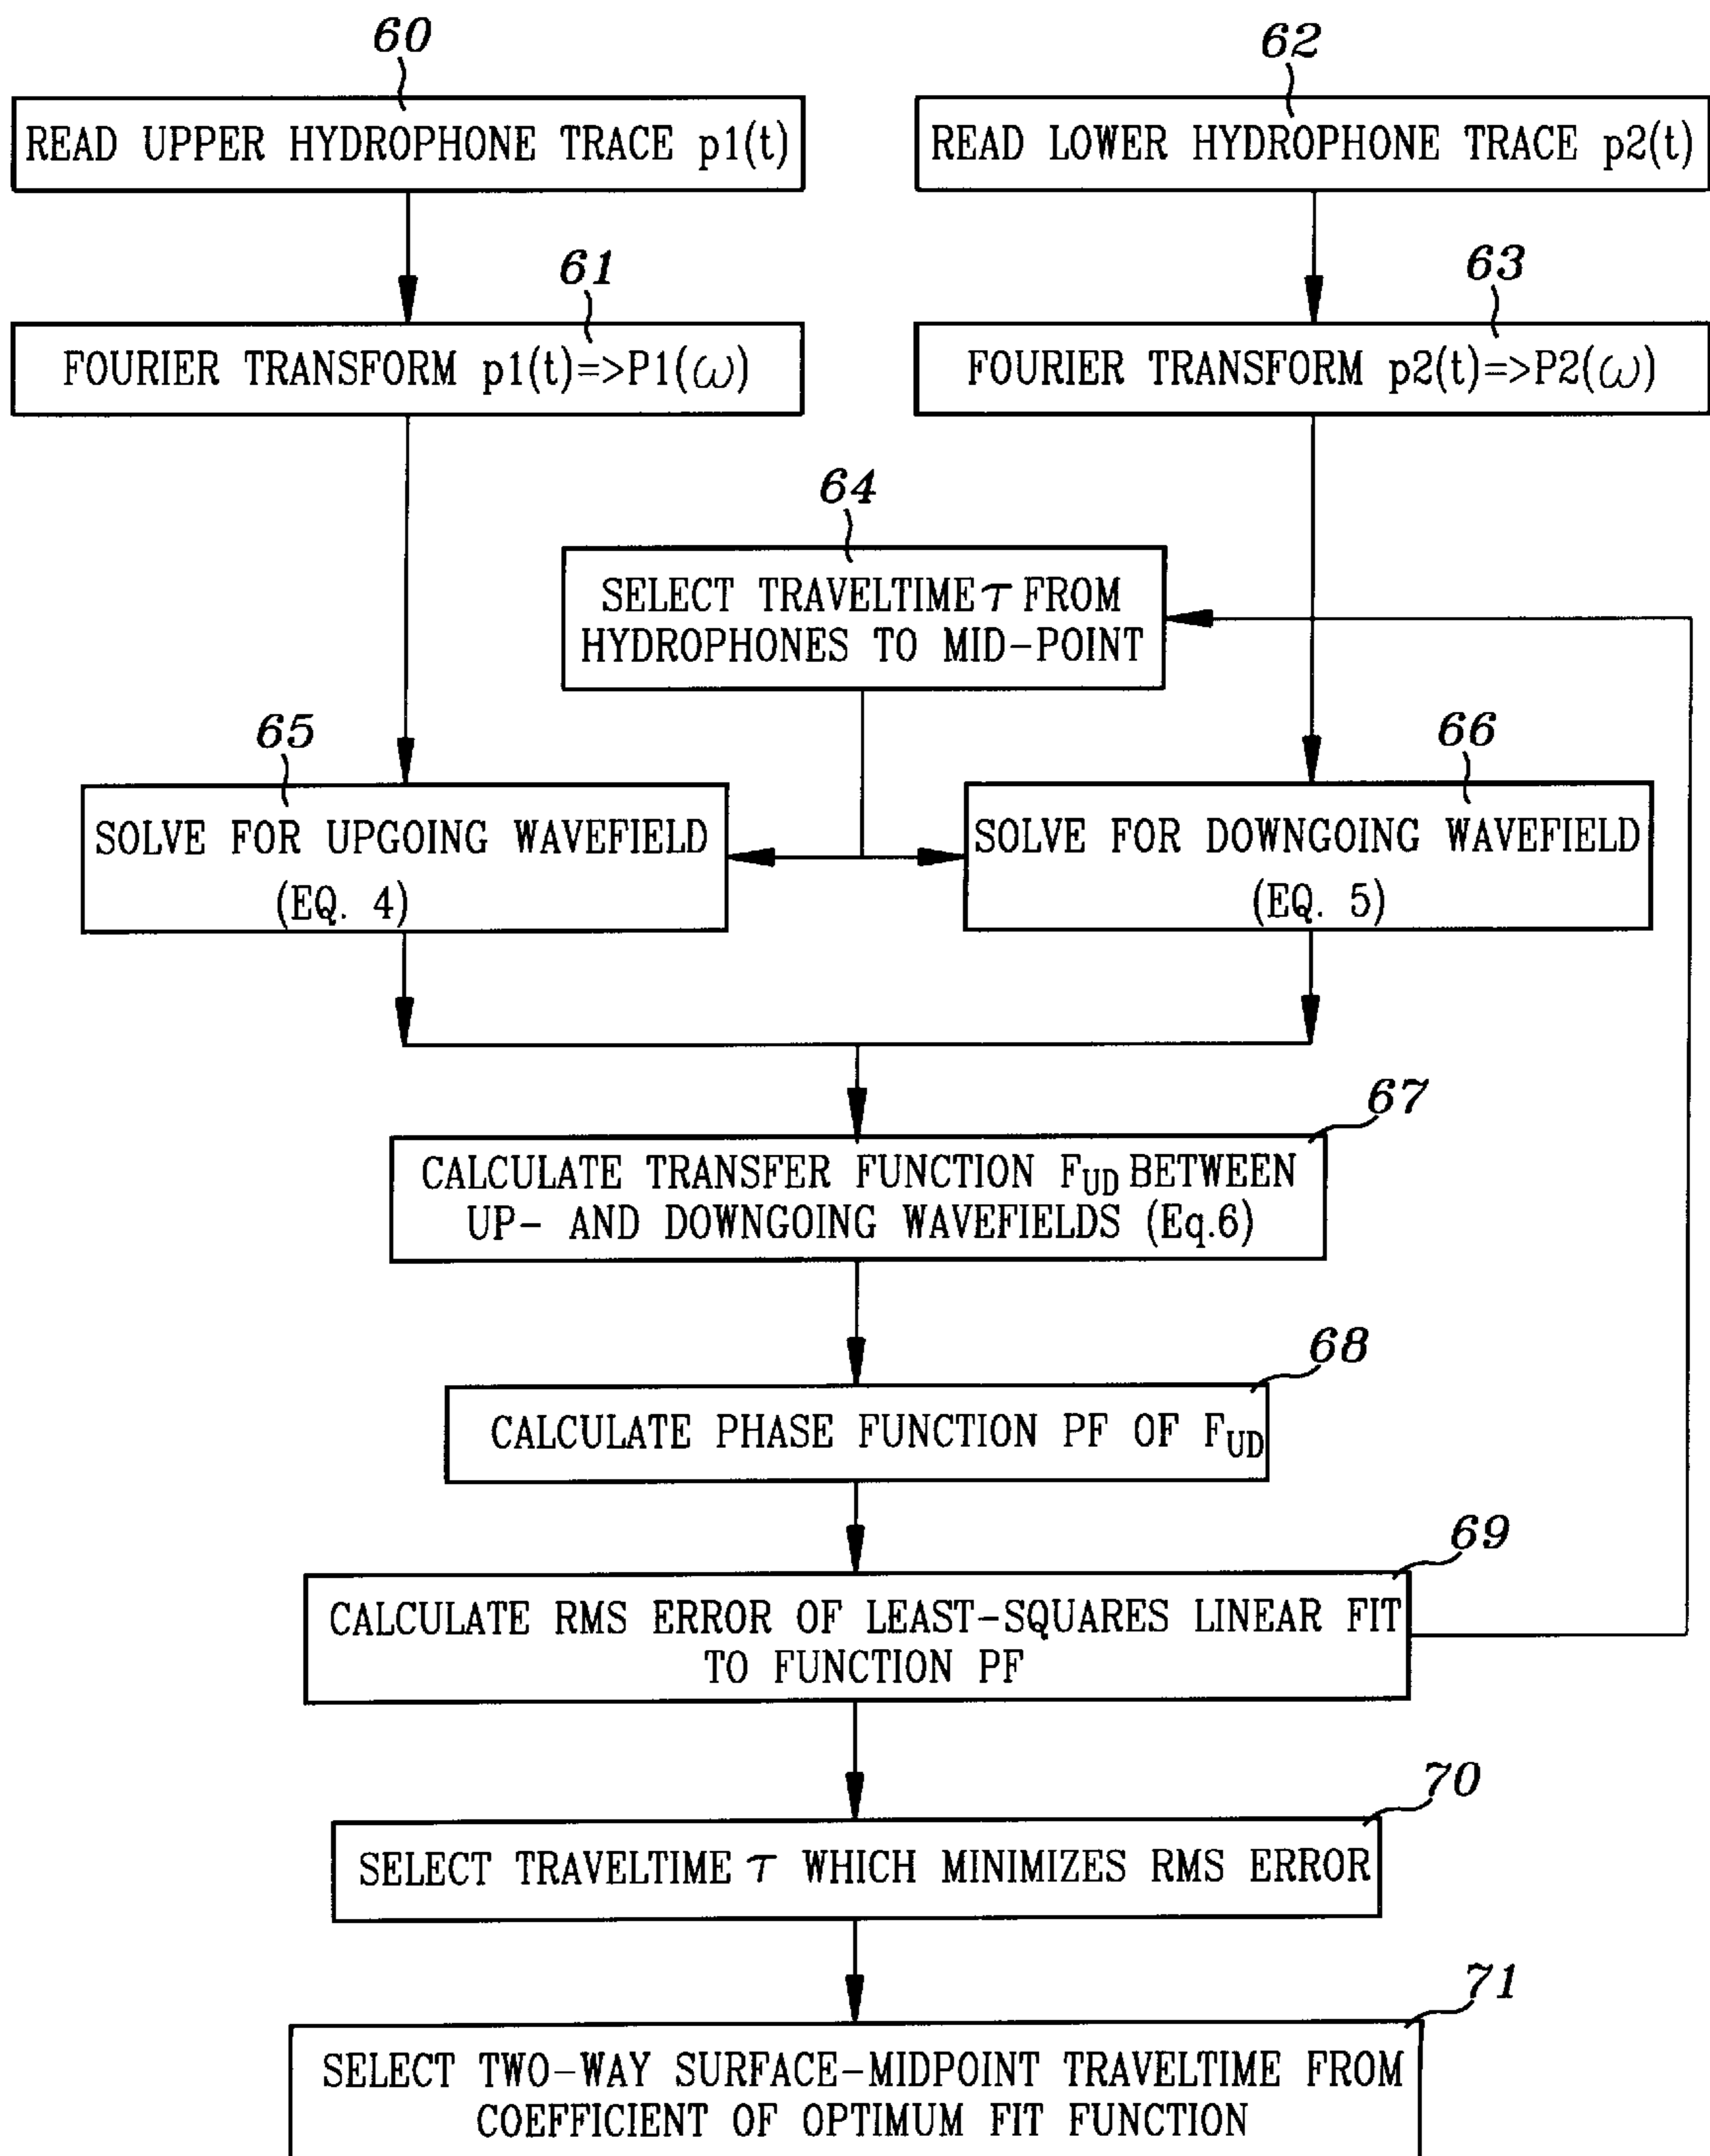 60
62
READ UPPER HYDROPHONE TRACE p1(t)
READ LOWER HYDROPHONE TRACE p2(t)
61
63
FOURIER TRANSFORM p1(t)=>P1(ω)
FOURIER TRANSFORM p2(t)=>P2(ω)
64
SELECT TRAVELTIME τ FROM
HYDROPHONES TO MID-POINT
65
66
SOLVE FOR UPGOING WAVEFIELD
(EQ. 4)
SOLVE FOR DOWNGOING WAVEFIELD
(EQ. 5)
67
CALCULATE TRANSFER FUNCTION FUD BETWEEN
UP- AND DOWNGOING WAVEFIELDS (Eq.6)
68
CALCULATE PHASE FUNCTION PF OF FUD
69
CALCULATE RMS ERROR OF LEAST-SQUARES LINEAR FIT
TO FUNCTION PF
70
SELECT TRAVELTIME τ WHICH MINIMIZES RMS ERROR
71
SELECT TWO-WAY SURFACE-MIDPOINT TRAVELTIME FROM
COEFFICIENT OF OPTIMUM FIT FUNCTION